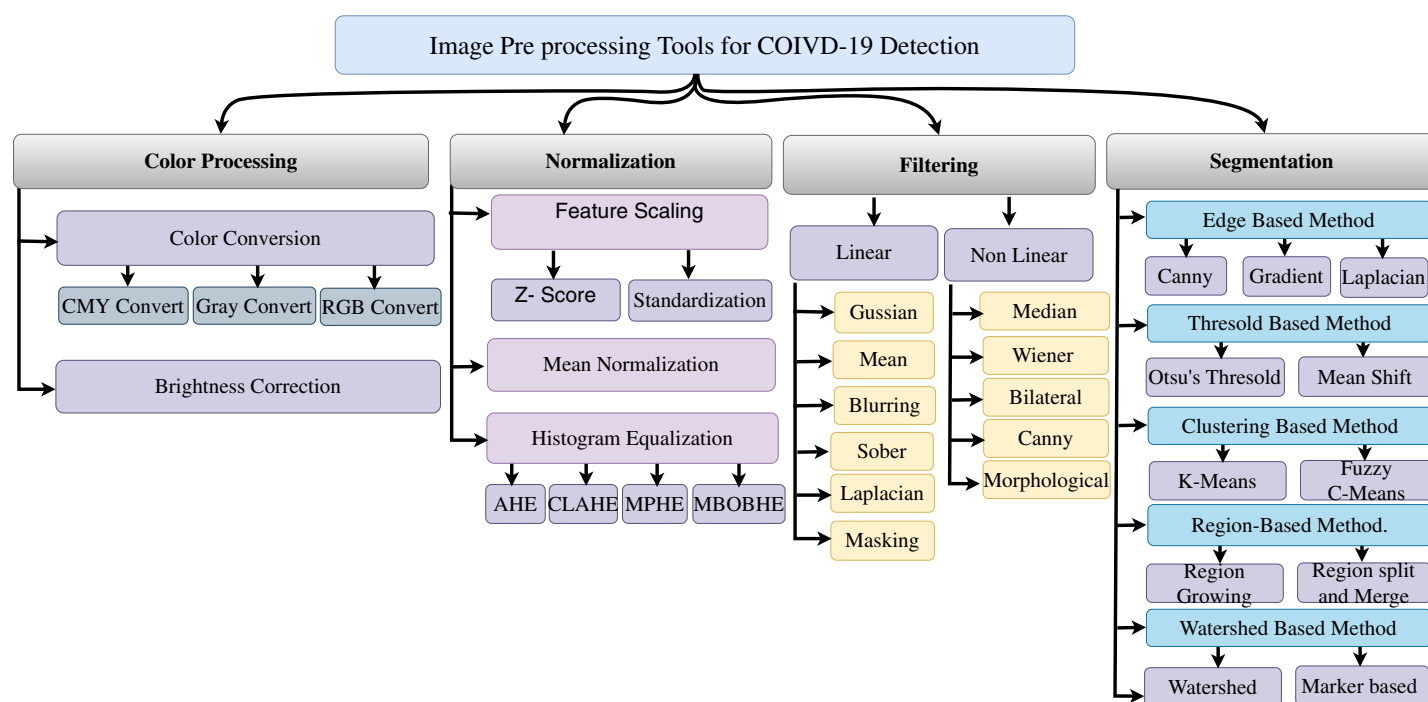 Image Pre processing Tools for COIVD-19 Detection
Color Processing
Color Conversion
CMY Convert
Gray Convert
RGB Convert
Brightness Correction
Normalization
Feature Scaling
Z- Score
Standardization
Mean Normalization
Histogram Equalization
AHE
CLAHE
MPHE
MBOBHE
Filtering
Linear
Gussian
Mean
Blurring
Sober
Laplacian
Masking
Non Linear
Median
Wiener
Bilateral
Canny
Morphological
Segmentation
Edge Based Method
Canny
Gradient
Laplacian
Thresold Based Method
Otsu's Thresold
Mean Shift
Clustering Based Method
K-Means
Fuzzy
C-Means
Region-Based Method.
Region
Growing
Region split
and Merge
Watershed Based Method
Watershed
Marker based